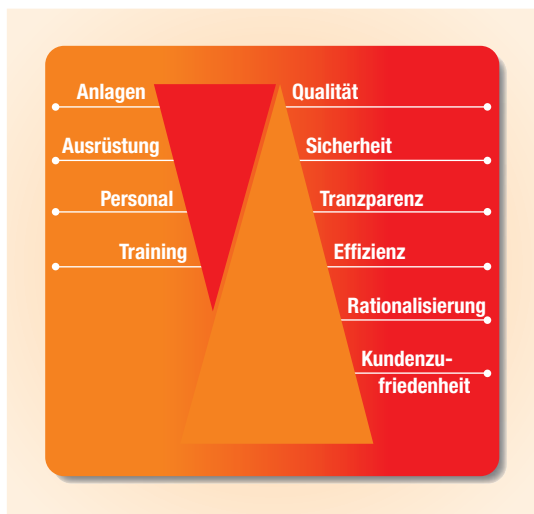 Anlagen
Ausrüstung
Personal
Training
Qualität
Sicherheit
Tranzparenz
Effizienz
Rationalisierung
Kundenzu-
friedenheit